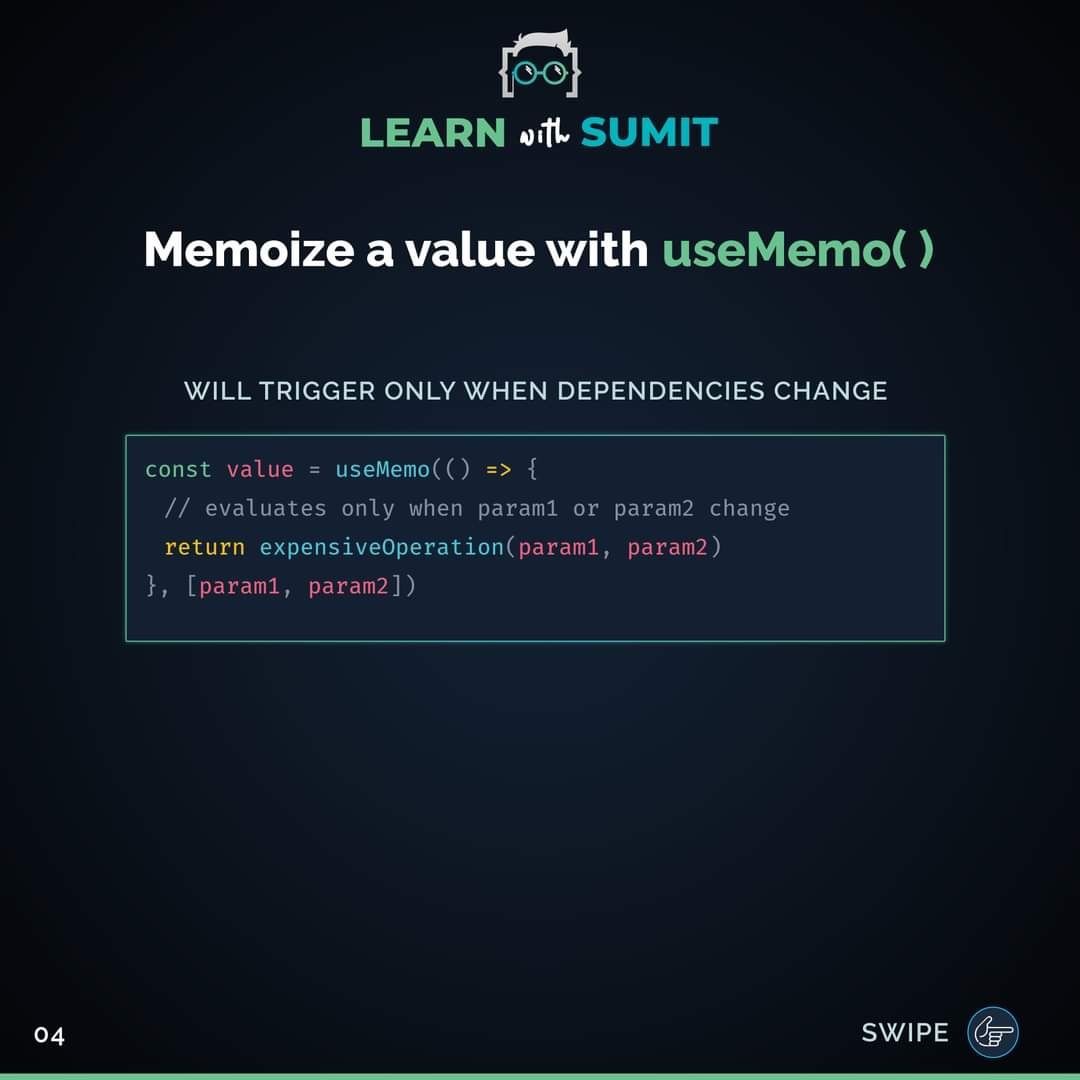 LEARN with SUMIT
Memoize a value with useMemo( )
WILL TRIGGER ONLY WHEN DEPENDENCIES CHANGE
const value = useMemo(() => {
  // evaluates only when param1 or param2 change
  return expensiveOperation(param1, param2)
}, [param1, param2])
04
SWIPE